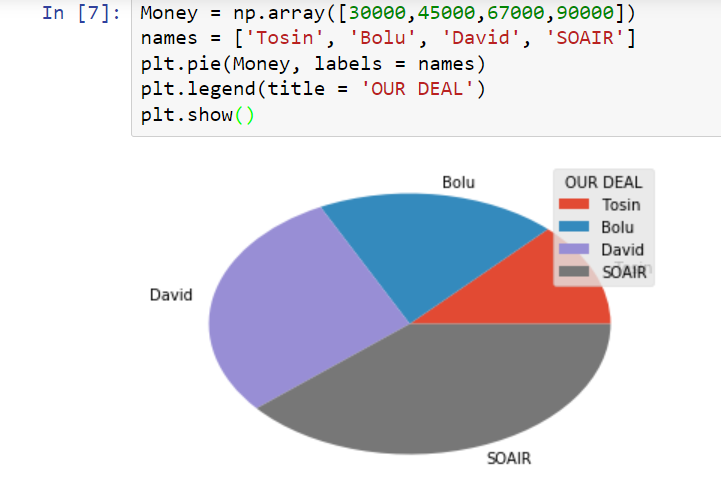 In [7]: Money = np.array([30000,45000,67000,90000])
names = ['Tosin', 'Bolu', 'David', 'SOAIR']
plt.pie(Money, labels = names)
plt.legend(title = 'OUR DEAL')
plt.show()
Bolu
OUR DEAL
Tosin
Bolu
David
SOAIR
Tosin
David
SOAIR